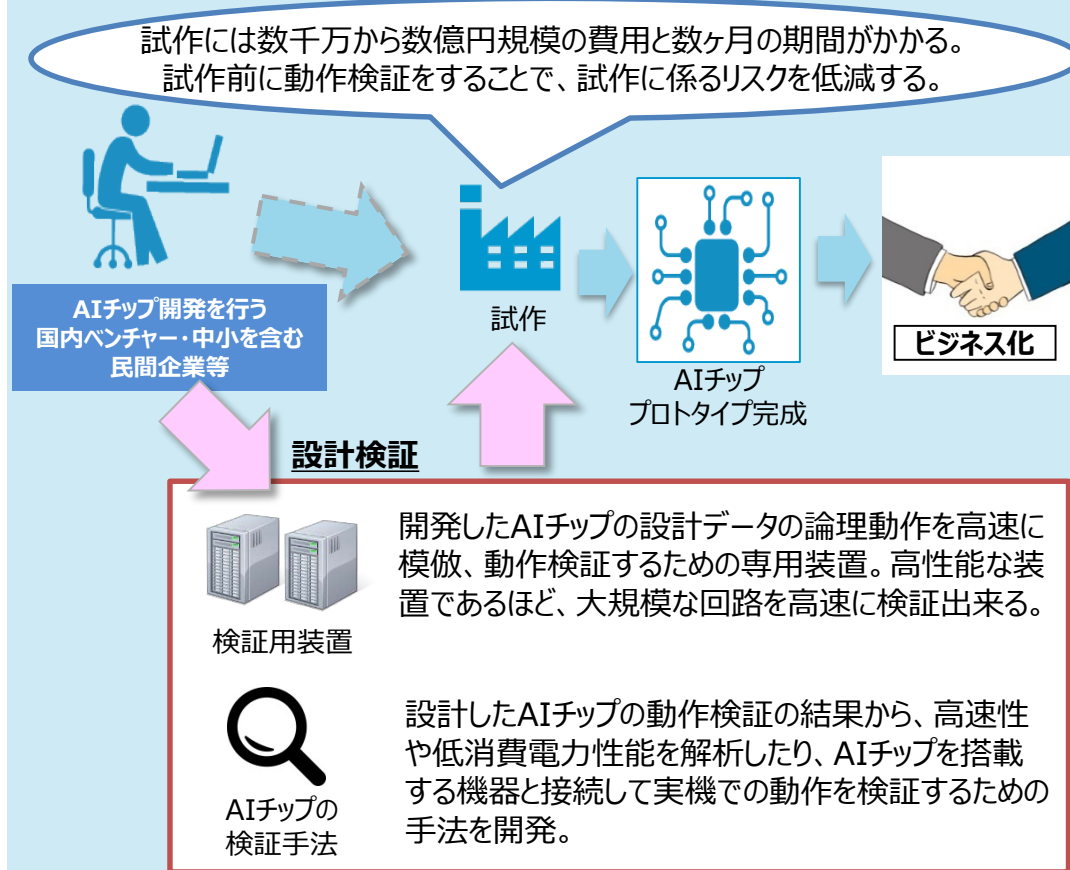 試作には数千万から数億円規模の費用と数ヶ月の期間がかかる。
試作前に動作検証をすることで、試作に係るリスクを低減する。
AIチップ開発を行う
国内ベンチャー・中小を含む
民間企業等
試作
AIチップ
プロトタイプ完成
ビジネス化
設計検証
検証用装置
開発したAIチップの設計データの論理動作を高速に
模倣、動作検証するための専用装置。高性能な装
置であるほど、大規模な回路を高速に検証出来る。
AIチップの
検証手法
設計したAIチップの動作検証の結果から、高速性
や低消費電力性能を解析したり、AIチップを搭載
する機器と接続して実機での動作を検証するための
手法を開発。